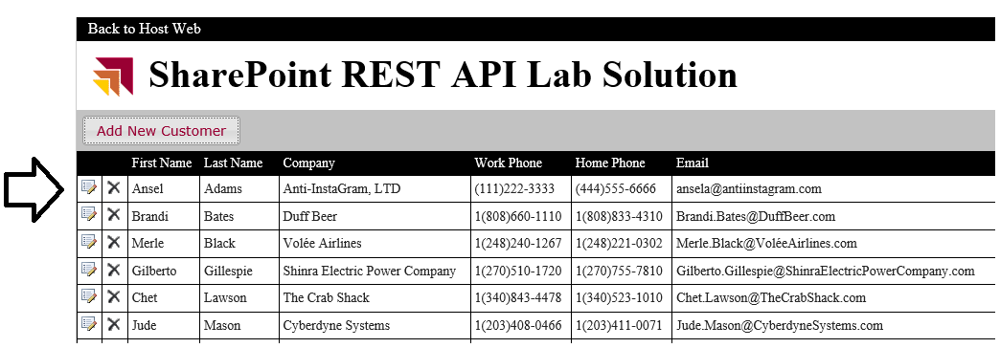 Back to Host Web
SharePoint REST API Lab Solution
Add New Customer
First Name Last Name Company Work Phone Home Phone Email
Ansel Adams Anti-InstaGram, LTD (111)222-3333 (444)555-6666 ansela@antiinstagram.com
Brandi Bates Duff Beer 1(808)660-1110 1(808)833-4310 Brandi.Bates@DuffBeer.com
Merle Black Volée Airlines 1(248)240-1267 1(248)221-0302 Merle.Black@VoléeAirlines.com
Gilberto Gillespie Shinra Electric Power Company 1(270)510-1720 1(270)755-7810 Gilberto.Gillespie@ShinraElectricPowerCompany.com
Chet Lawson The Crab Shack 1(340)843-4478 1(340)523-1010 Chet.Lawson@TheCrabShack.com
Jude Mason Cyberdyne Systems 1(203)408-0466 1(203)411-0071 Jude.Mason@CyberdyneSystems.com